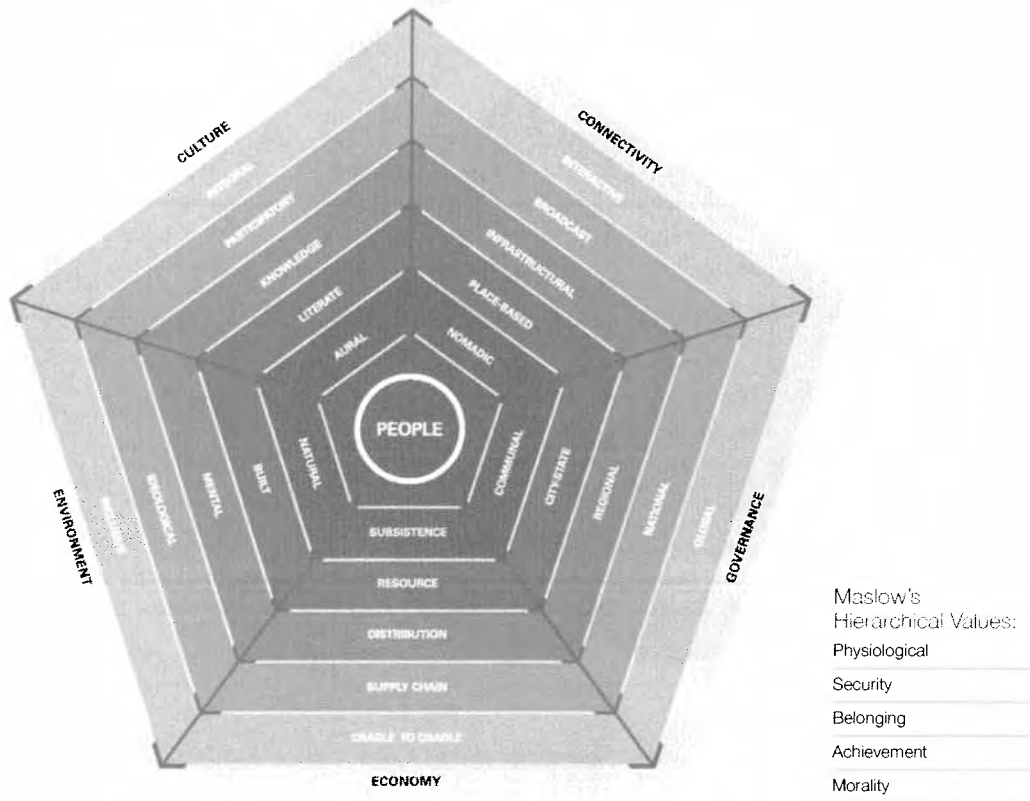 CULTURE
INTEGRAL
PARTICIPATORY
KNOWLEDGE
LITERATE
AURAL
CONNECTIVITY
INTERACTIVE
BROADCAST
INFRASTRUCTURAL
PLACE-BASED
NOMADIC
PEOPLE
ENVIRONMENT
MENTAL
BUILT
NATURAL
COMMUNAL
CITY-STATE
REGIONAL
NATIONAL
GLOBAL
GOVERNANCE
SUBSISTENCE
RESOURCE
DISTRIBUTION
SUPPLY CHAIN
CRADLE TO CRADLE
ECONOMY
Maslow's
Hierarchical Values:
Physiological
Security
Belonging
Achievement
Morality